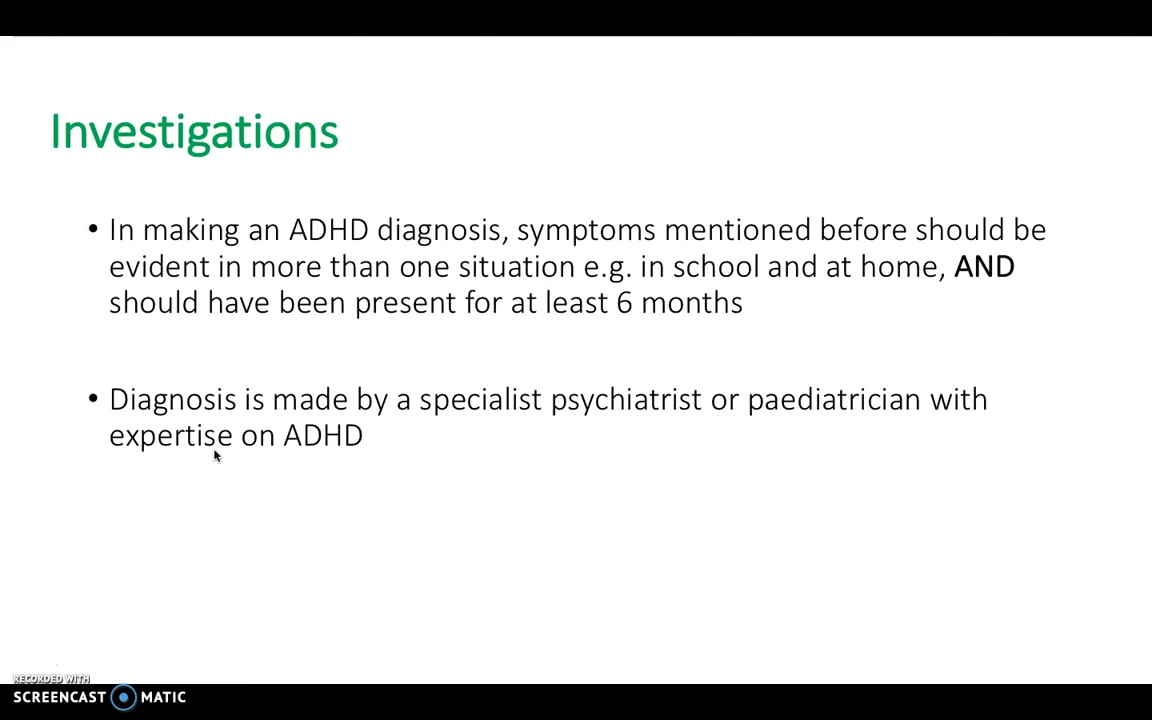 Investigations
• In making an ADHD diagnosis, symptoms mentioned before should be
evident in more than one situation e.g. in school and at home, AND
should have been present for at least 6 months
• Diagnosis is made by a specialist psychiatrist or paediatrician with
expertise on ADHD
RECORDED WITH
SCREENCAST MATIC